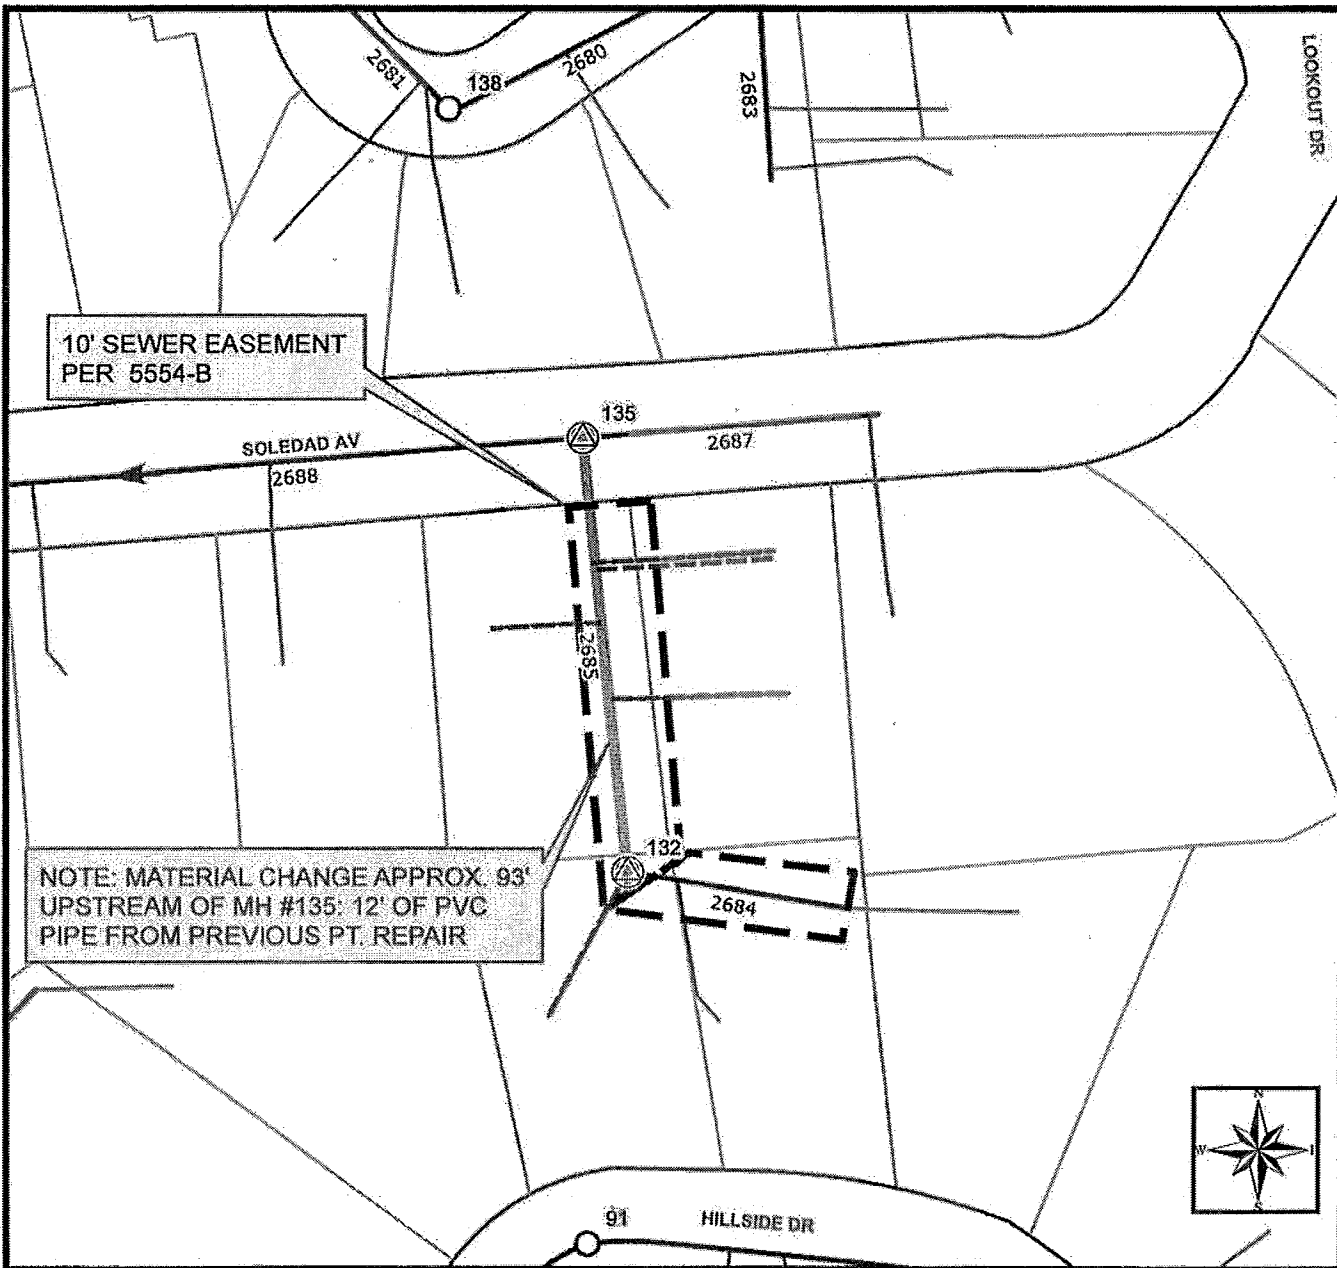 LOOKOUT DR
2681
138
2680
2683
10' SEWER EASEMENT
PER 5554-B
135
SOLEDAD AV
2687
2688
2685
132
NOTE: MATERIAL CHANGE APPROX. 93'
UPSTREAM OF MH #135: 12' OF PVC
PIPE FROM PREVIOUS PT. REPAIR
2684
N
W
S
91
HILLSIDE DR